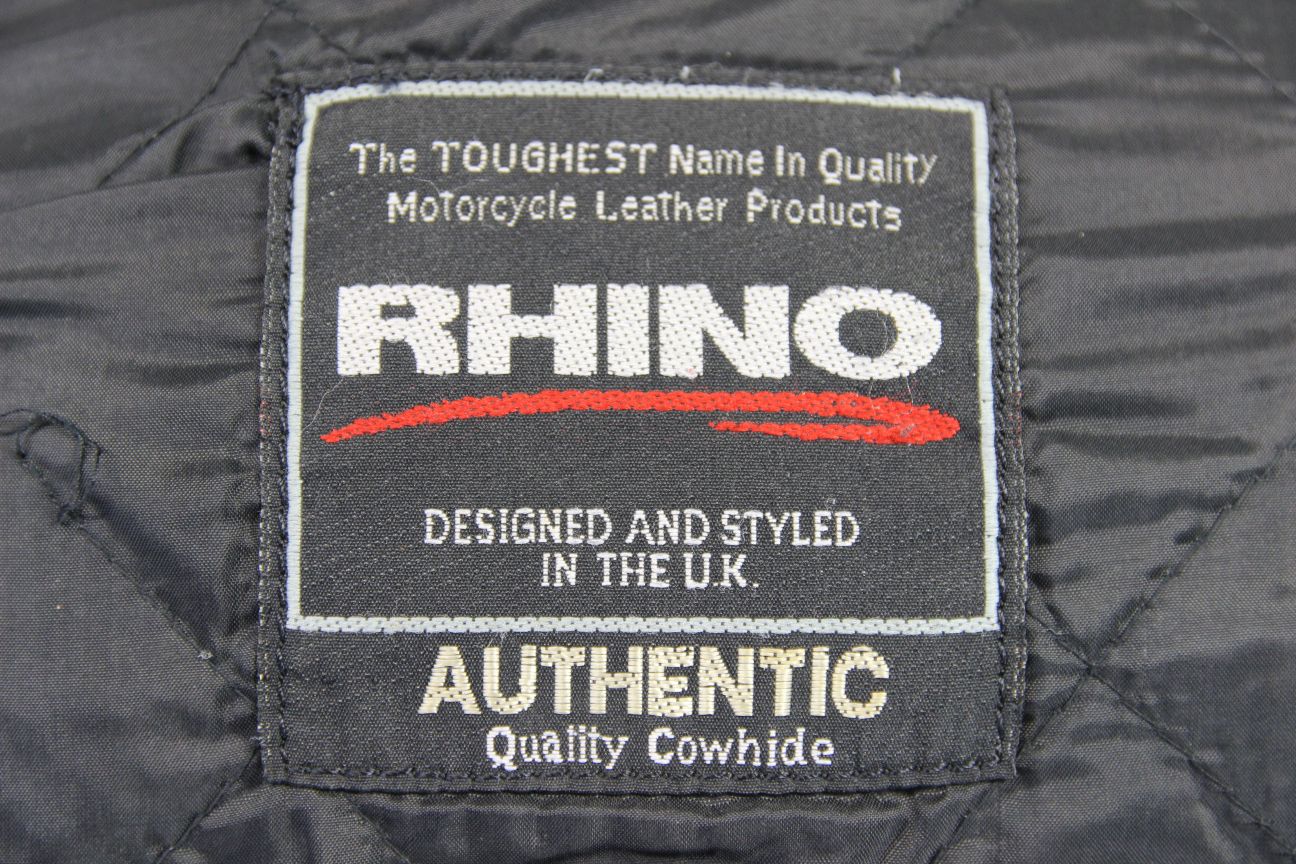 The TOUGHEST Name In Quality
Motorcycle Leather Products
RHINO
DESIGNED AND STYLED
IN THE U.K.
AUTHENTIC
Quality Cowhide